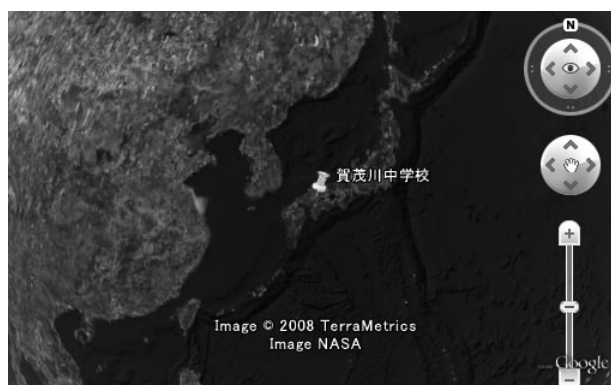 N
賀茂川中学校
Image © 2008 TerraMetrics
Image NASA
Google